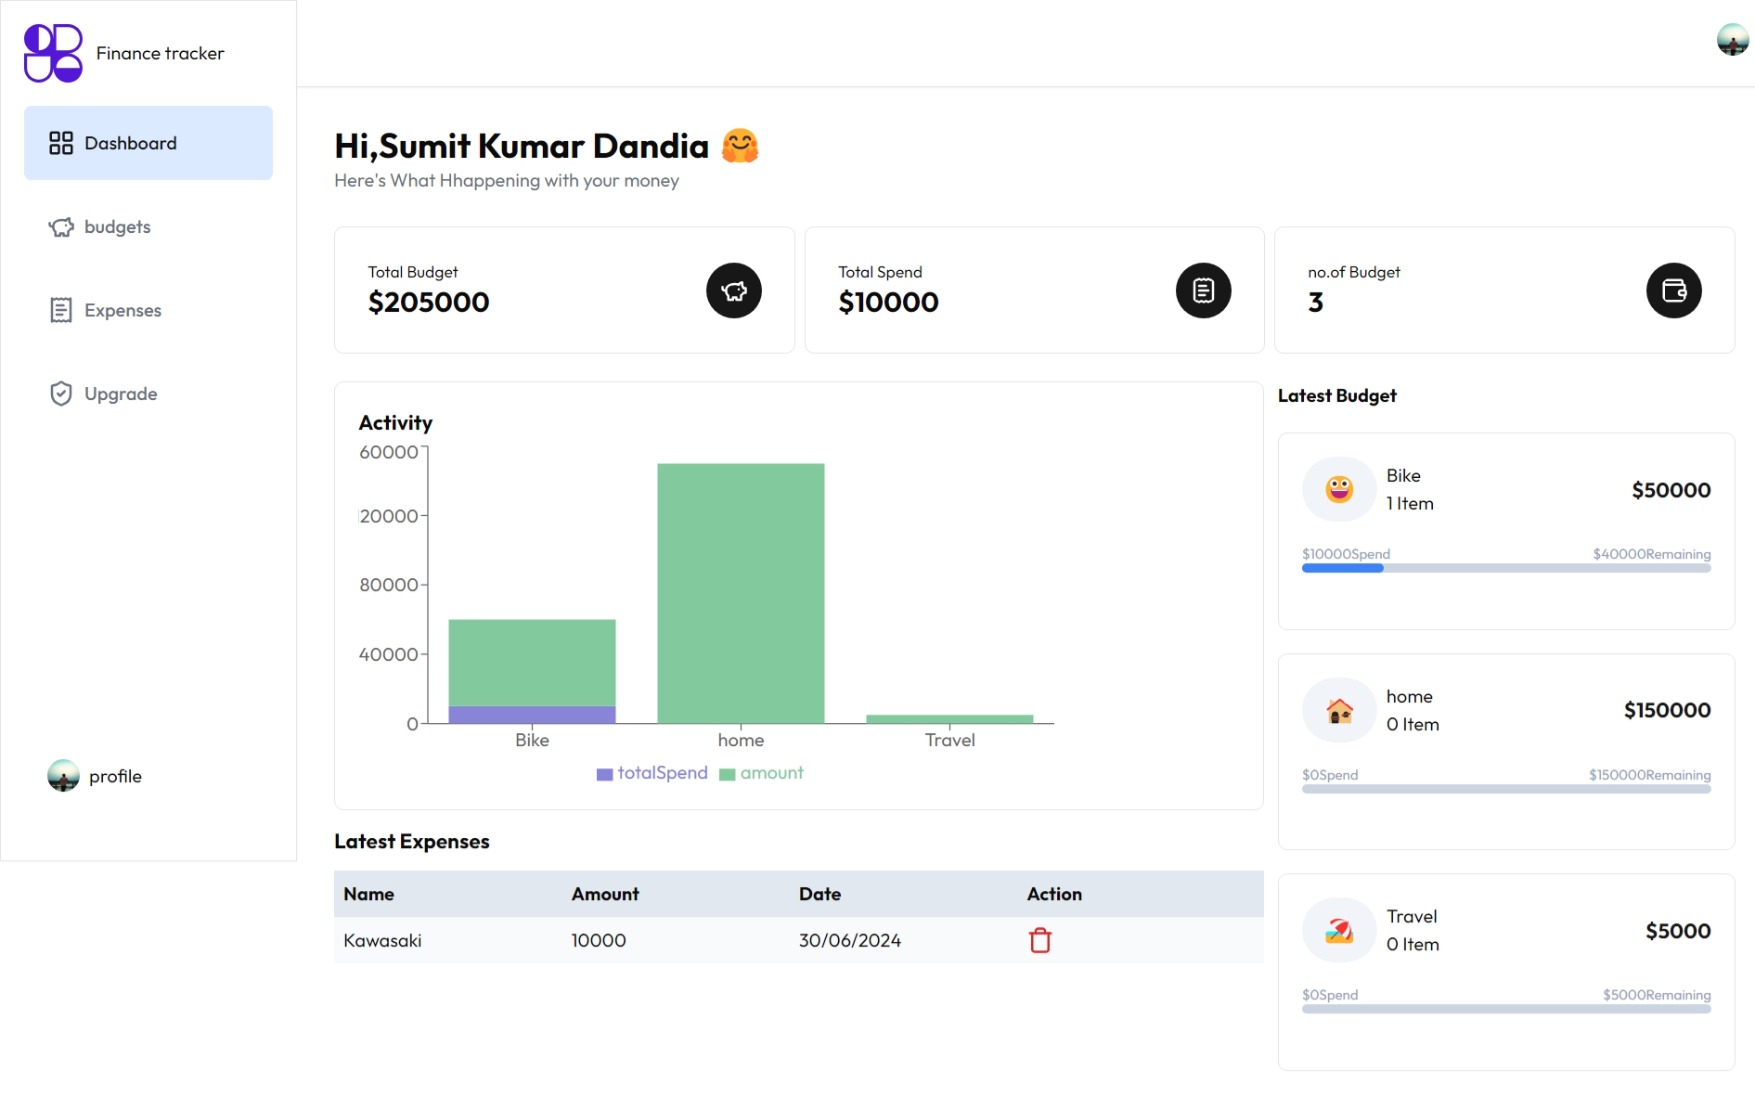 Finance tracker
Dashboard
budgets
Expenses
Upgrade
profile
Hi,Sumit Kumar Dandia 🤗
Here's What Hhappening with your money
Total Budget
$205000
Total Spend
$10000
no.of Budget
3
Activity
60000
20000
80000
40000
0
Bike home Travel
totalSpend amount
Latest Expenses
Name Amount Date Action
Kawasaki 10000 30/06/2024
Latest Budget
Bike
1 Item
$50000
$10000Spend $40000Remaining
home
0 Item
$150000
$0Spend $150000Remaining
Travel
0 Item
$5000
$0Spend $5000Remaining